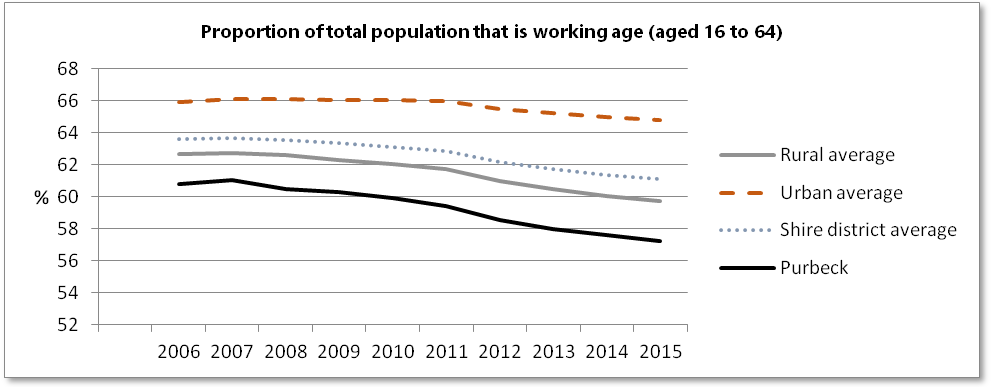 Proportion of total population that is working age (aged 16 to 64)
68
66
64
62
60
58
56
54
52
%
2006 2007 2008 2009 2010 2011 2012 2013 2014 2015
Rural average
Urban average
Shire district average
Purbeck